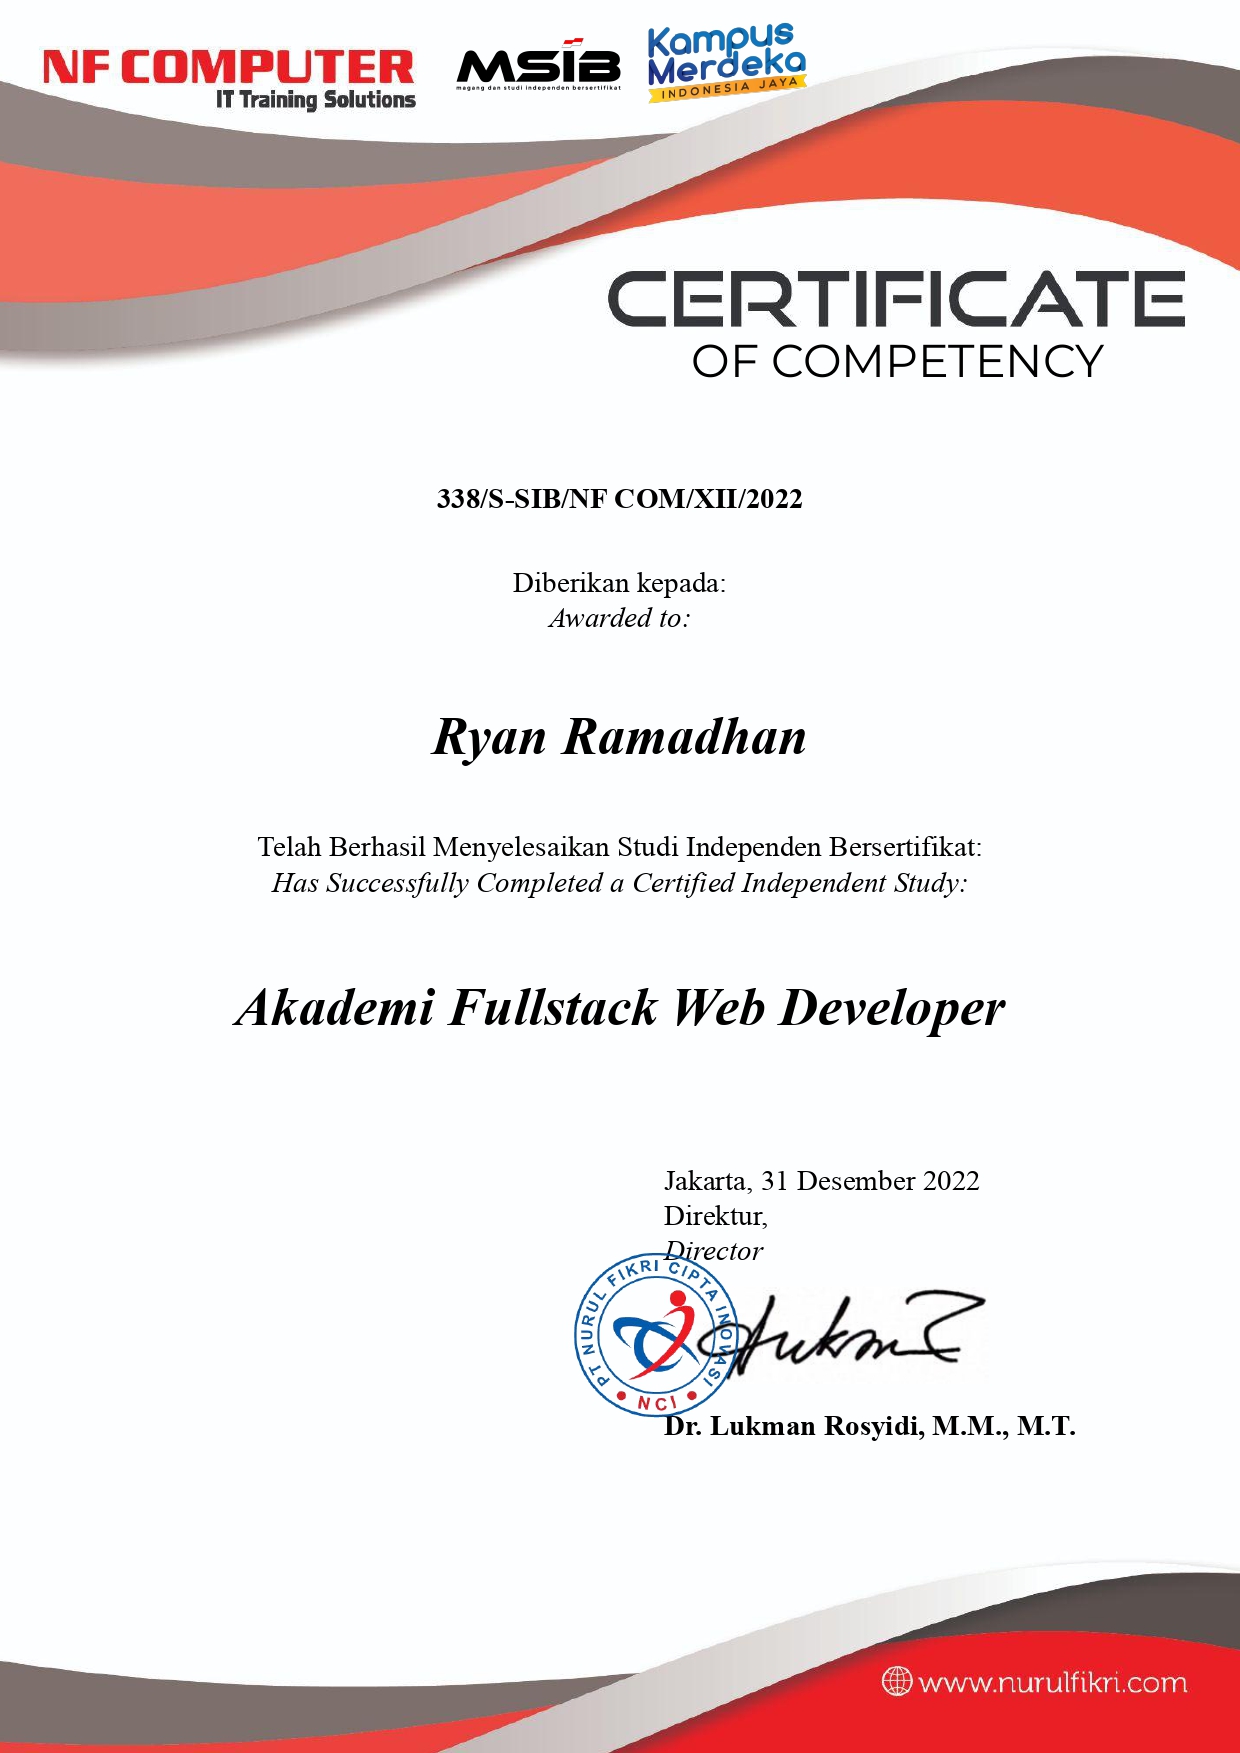 NF COMPUTER
IT Training Solutions
MSIB
magang dan studi independen bersertifikat
Kampus
Merdeka
INDONESIA JAYA
CERTIFICATE
OF COMPETENCY
338/S-SIB/NF COM/XII/2022
Diberikan kepada:
Awarded to:
Ryan Ramadhan
Telah Berhasil Menyelesaikan Studi Independen Bersertifikat:
Has Successfully Completed a Certified Independent Study:
Akademi Fullstack Web Developer
Jakarta, 31 Desember 2022
Direktur,
Director
PT NURUL FIKRI CIPTA INOVASI
NCI
Dr. Lukman Rosyidi, M.M., M.T.
www.nurulfikri.com